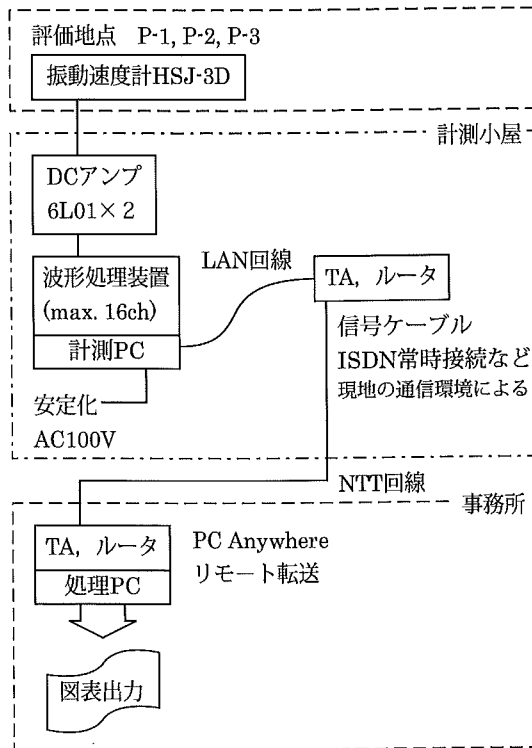 評価地点 P-1, P-2, P-3
振動速度計HSJ-3D
計測小屋
DCアンプ
6L01×2
波形処理装置
(max. 16ch)
計測PC
LAN回線
TA，ルータ
信号ケーブル
ISDN常時接続など
現地の通信環境による
安定化
AC100V
NTT回線
事務所
TA，ルータ
処理PC
PC Anywhere
リモート転送
図表出力